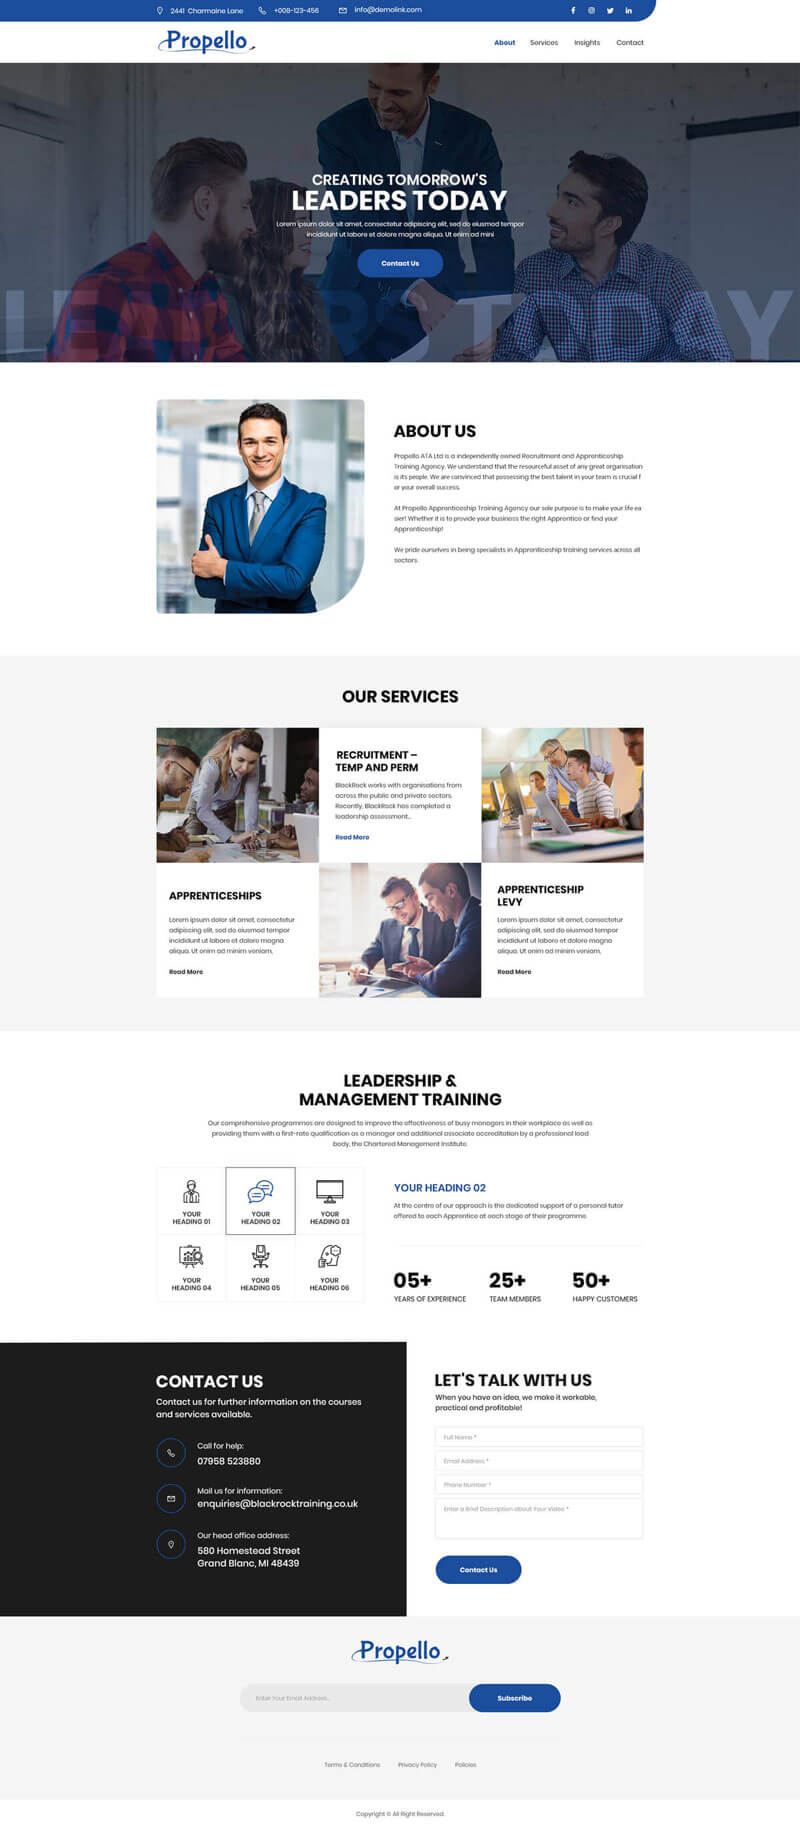 2441 Charmaine Lane
+008-123-456
info@demolink.com
Propello
About
Services
Insights
Contact
CREATING TOMORROW'S
LEADERS TODAY
Lorem ipsum dolor sit amet, consectetur adipiscing elit, sed do eiusmod tempor
incididunt ut labore et dolore magna aliqua. Ut enim ad mini
Contact Us
LEADERS TODAY
ABOUT US
Propello ATA Ltd is a independently owned Recruitment and Apprenticeship
Training Agency. We understand that the resourceful asset of any great organisation
is its people. We are convinced that possessing the best talent in your team is crucial f
or your overall success.
At Propello Apprenticeship Training Agency our sole purpose is to make your life ea
sier! Whether it is to provide your business the right Apprentice or find your
Apprenticeship!
We pride ourselves in being specialists in Apprenticeship training services across all
sectors.
OUR SERVICES
RECRUITMENT –
TEMP AND PERM
BlackRock works with organisations from
across the public and private sectors.
Recently, BlackRock has completed a
leadership assessment...
Read More
APPRENTICESHIPS
Lorem ipsum dolor sit amet, consectetur
adipiscing elit, sed do eiusmod tempor
incididunt ut labore et dolore magna
aliqua. Ut enim ad minim veniam,
Read More
APPRENTICESHIP
LEVY
Lorem ipsum dolor sit amet, consectetur
adipiscing elit, sed do eiusmod tempor
incididunt ut labore et dolore magna
aliqua. Ut enim ad minim veniam,
Read More
LEADERSHIP &
MANAGEMENT TRAINING
Our comprehensive programmes are designed to improve the effectiveness of busy managers in their workplace as well as
providing them with a first-rate qualification as a manager and additional associate accreditation by a professional lead
body, the Chartered Management Institute.
YOUR
HEADING 01
YOUR
HEADING 02
YOUR
HEADING 03
YOUR
HEADING 04
YOUR
HEADING 05
YOUR
HEADING 06
YOUR HEADING 02
At the centre of our approach is the dedicated support of a personal tutor
offered to each Apprentice at each stage of their programme.
05+
YEARS OF EXPERIENCE
25+
TEAM MEMBERS
50+
HAPPY CUSTOMERS
CONTACT US
Contact us for further information on the courses
and services available.
Call for help:
07958 523880
Mail us for information:
enquiries@blackrocktraining.co.uk
Our head office address:
580 Homestead Street
Grand Blanc, MI 48439
LET'S TALK WITH US
When you have an idea, we make it workable,
practical and profitable!
Full Name *
Email Address *
Phone Number *
Enter a Brief Description about Your Video *
Contact Us
Propello
Enter Your Email Address...
Subscribe
Terms & Conditions
Privacy Policy
Policies
Copyright © All Right Reserved.